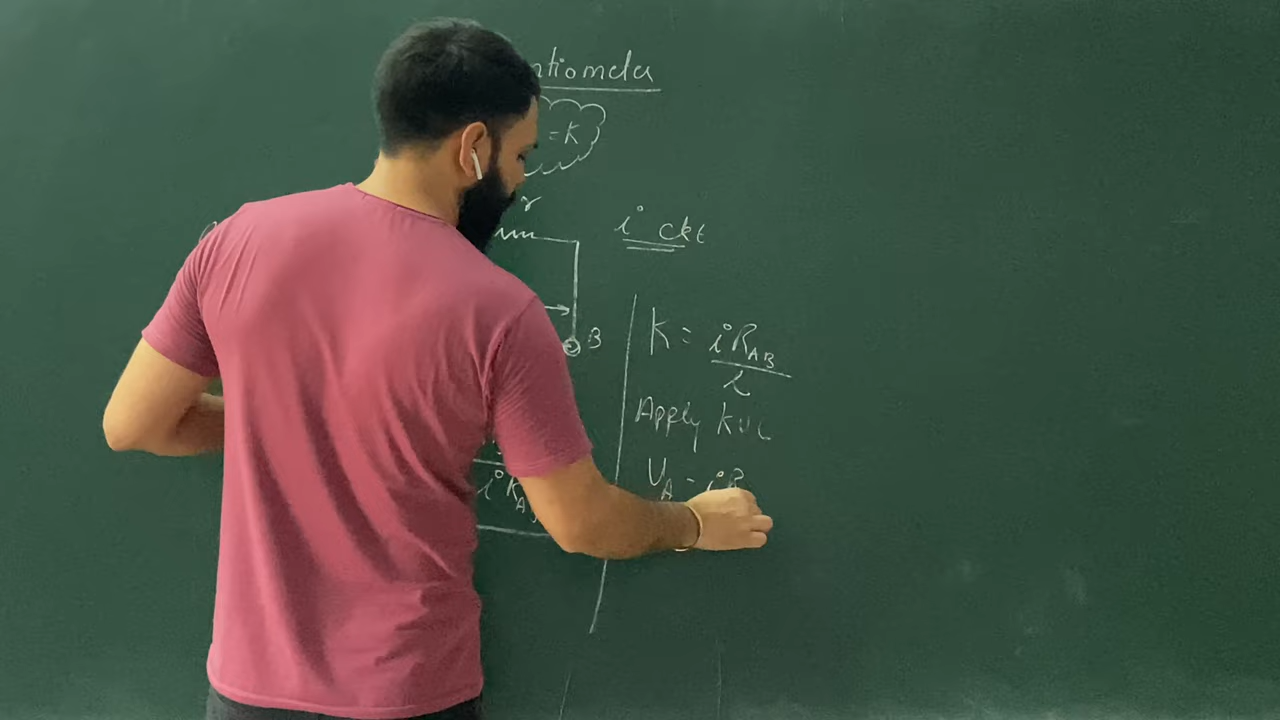 ntiometer
=K
r
i ckt
B
K = iR_AB
l
Apply KVL
V_A - iR
iR_A